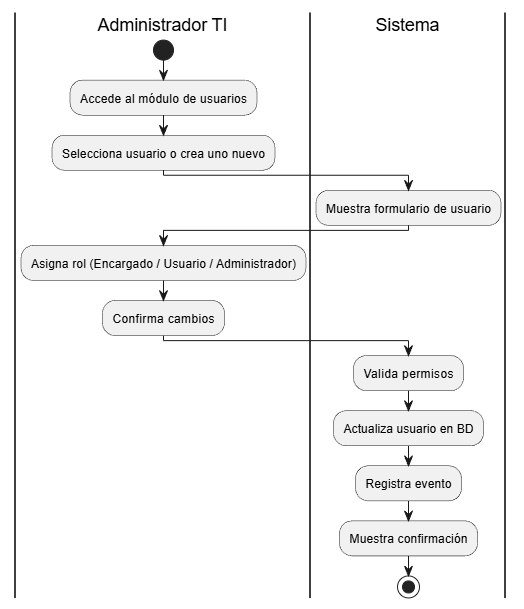 Administrador TI
Sistema
Accede al módulo de usuarios
Selecciona usuario o crea uno nuevo
Muestra formulario de usuario
Asigna rol (Encargado / Usuario / Administrador)
Confirma cambios
Valida permisos
Actualiza usuario en BD
Registra evento
Muestra confirmación